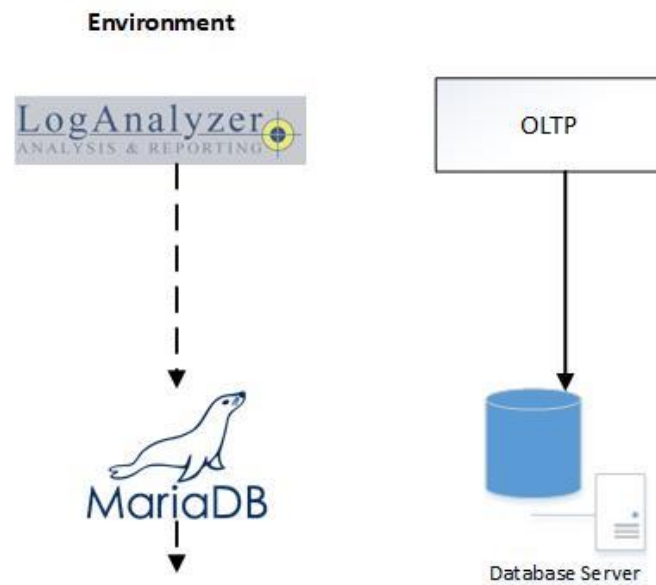 Environment
LogAnalyzer
ANALYSIS & REPORTING
OLTP
MariaDB
Database Server